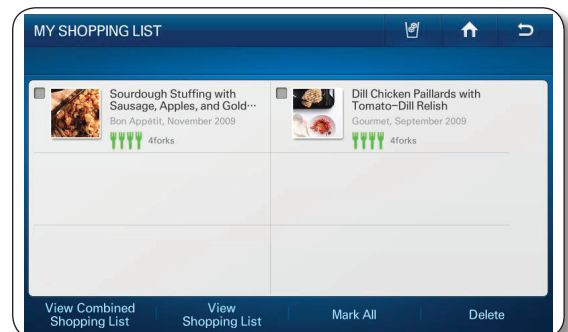 MY SHOPPING LIST
Sourdough Stuffing with
Sausage, Apples, and Gold···
Bon Appétit, November 2009
4forks
Dill Chicken Paillards with
Tomato-Dill Relish
Gourmet, September 2009
4forks
View Combined
Shopping List
View
Shopping List
Mark All
Delete